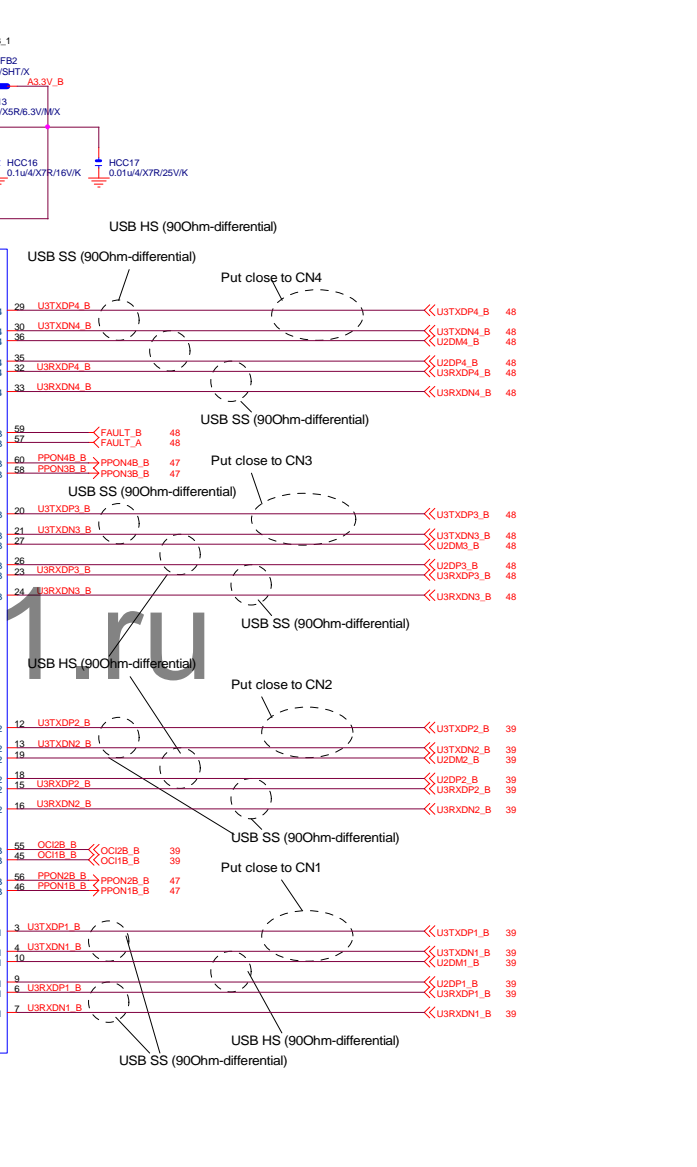 _1
FB2
/SHT/X
A3.3V_B
13
/X5R/6.3V/M/X
HCC16
0.1u/4/X7R/16V/K
HCC17
0.01u/4/X7R/25V/K
USB HS (90Ohm-differential)
USB SS (90Ohm-differential)
Put close to CN4
29 U3TXDP4_B U3TXDP4_B 48
30 U3TXDN4_B U3TXDN4_B 48
36 U2DM4_B 48
35 U2DP4_B 48
32 U3RXDP4_B U3RXDP4_B 48
33 U3RXDN4_B U3RXDN4_B 48
USB SS (90Ohm-differential)
59 FAULT_B 48
57 FAULT_A 48
60 PPON4B_B PPON4B_B 47
58 PPON3B_B PPON3B_B 47
Put close to CN3
USB SS (90Ohm-differential)
20 U3TXDP3_B U3TXDP3_B 48
21 U3TXDN3_B U3TXDN3_B 48
27 U2DM3_B 48
26 U2DP3_B 48
23 U3RXDP3_B U3RXDP3_B 48
24 U3RXDN3_B U3RXDN3_B 48
USB SS (90Ohm-differential)
1.ru
USB HS (90Ohm-differential)
Put close to CN2
12 U3TXDP2_B U3TXDP2_B 39
13 U3TXDN2_B U3TXDN2_B 39
19 U2DM2_B 39
18 U2DP2_B 39
15 U3RXDP2_B U3RXDP2_B 39
16 U3RXDN2_B U3RXDN2_B 39
USB SS (90Ohm-differential)
55 OCI2B_B OCI2B_B 39
45 OCI1B_B OCI1B_B 39
Put close to CN1
56 PPON2B_B PPON2B_B 47
46 PPON1B_B PPON1B_B 47
3 U3TXDP1_B U3TXDP1_B 39
4 U3TXDN1_B U3TXDN1_B 39
10 U2DM1_B 39
9 U2DP1_B 39
6 U3RXDP1_B U3RXDP1_B 39
7 U3RXDN1_B U3RXDN1_B 39
USB HS (90Ohm-differential)
USB SS (90Ohm-differential)